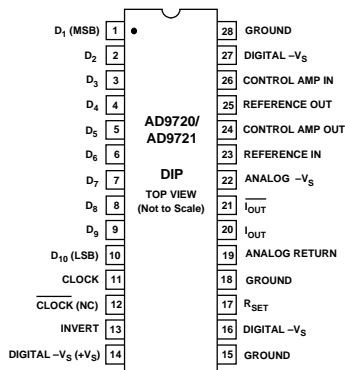 D1 (MSB) 1 28 GROUND
D2 2 27 DIGITAL –VS
D3 3 26 CONTROL AMP IN
D4 4 25 REFERENCE OUT
D5 5 24 CONTROL AMP OUT
D6 6 23 REFERENCE IN
D7 7 22 ANALOG –VS
D8 8 21 IOUT
D9 9 20 IOUT
D10 (LSB) 10 19 ANALOG RETURN
CLOCK 11 18 GROUND
CLOCK (NC) 12 17 RSET
INVERT 13 16 DIGITAL –VS
DIGITAL –VS (+VS) 14 15 GROUND
AD9720/
AD9721
DIP
TOP VIEW
(Not to Scale)